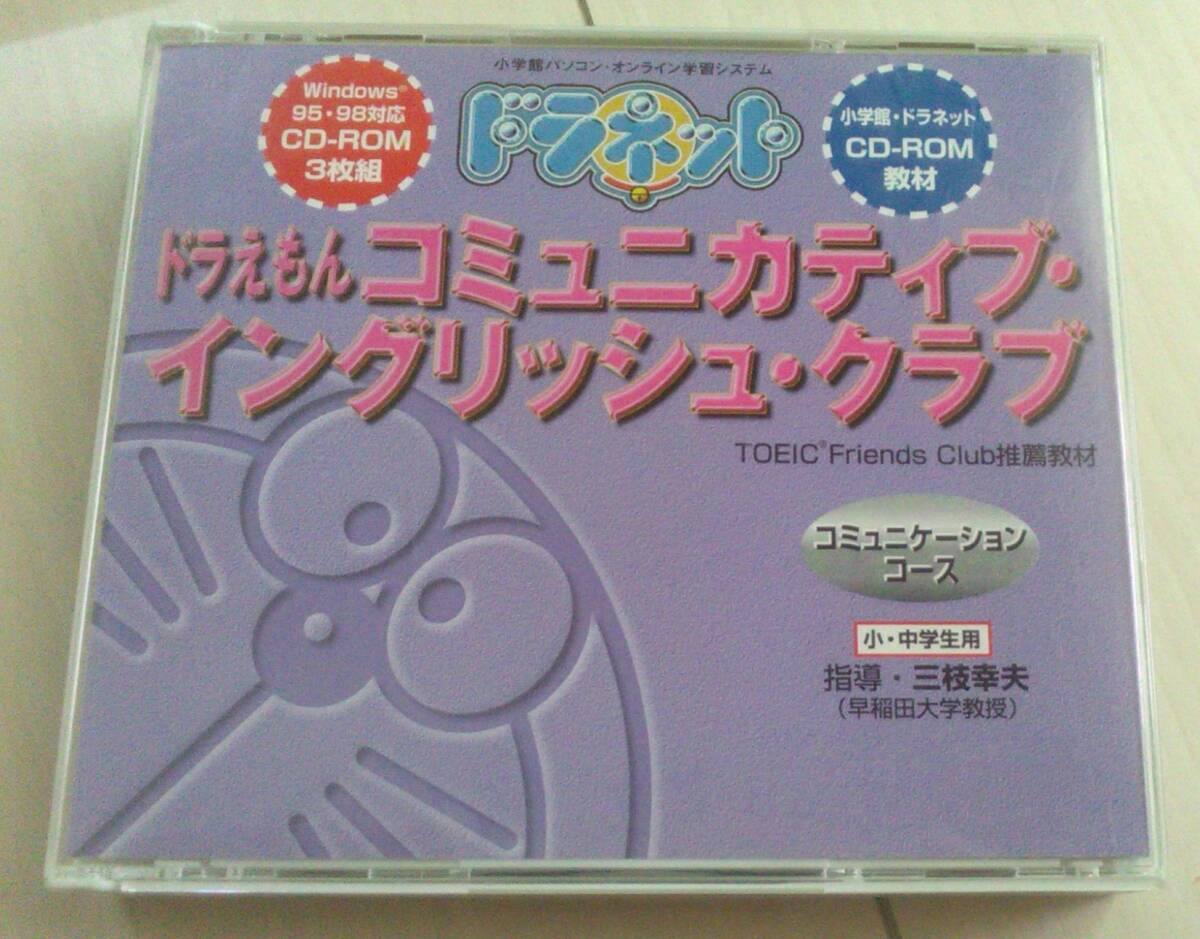 小学館パソコン・オンライン学習システム
ドラネット
Windows®
95・98対応
CD-ROM
3枚組
小学館・ドラネット
CD-ROM
教材
ドラえもん コミュニカティブ・
イングリッシュ・クラブ
TOEIC® Friends Club推薦教材
コミュニケーション
コース
小・中学生用
指導・三枝幸夫
（早稲田大学教授）